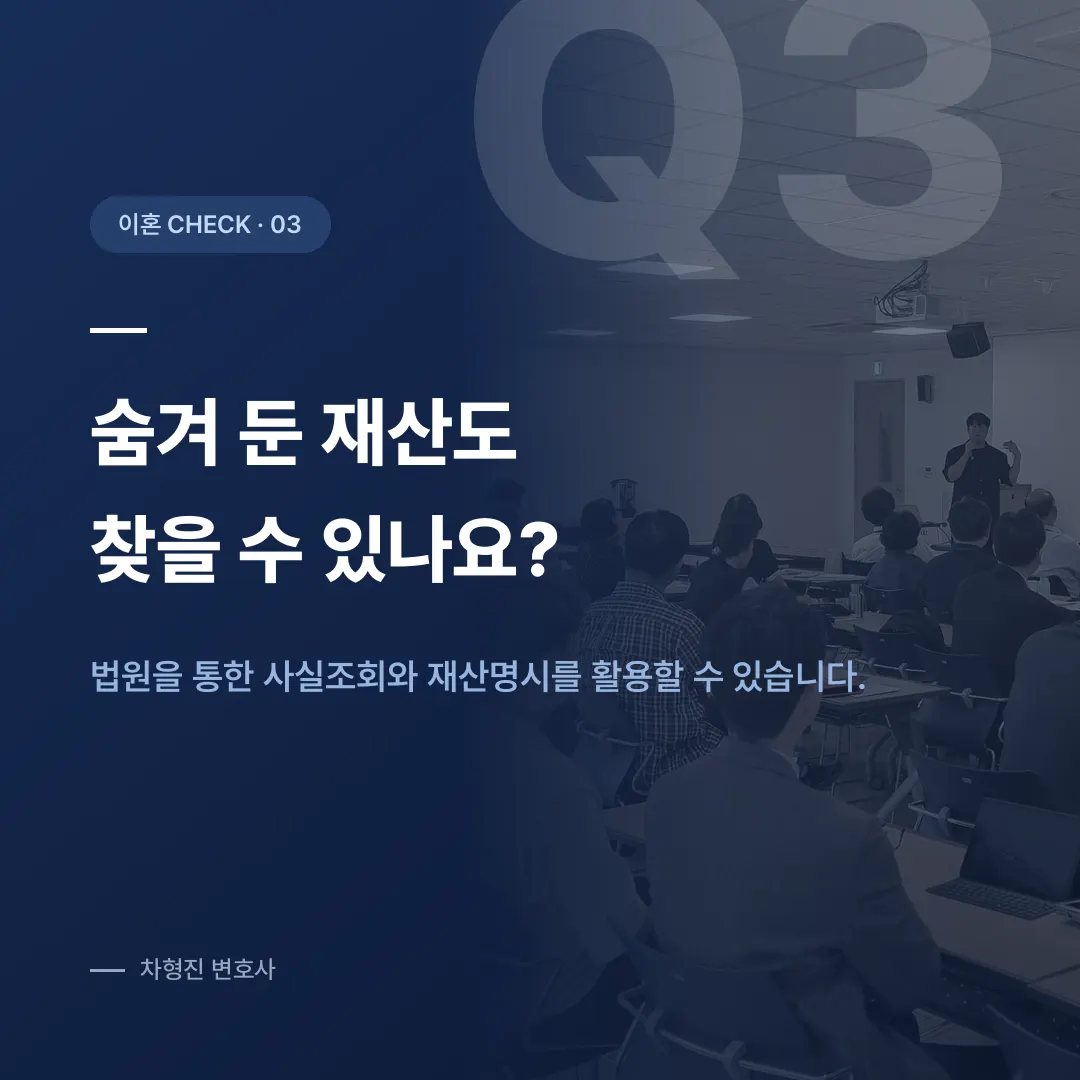 Q3
이혼 CHECK · 03
숨겨 둔 재산도
찾을 수 있나요?
법원을 통한 사실조회와 재산명시를 활용할 수 있습니다.
차형진 변호사